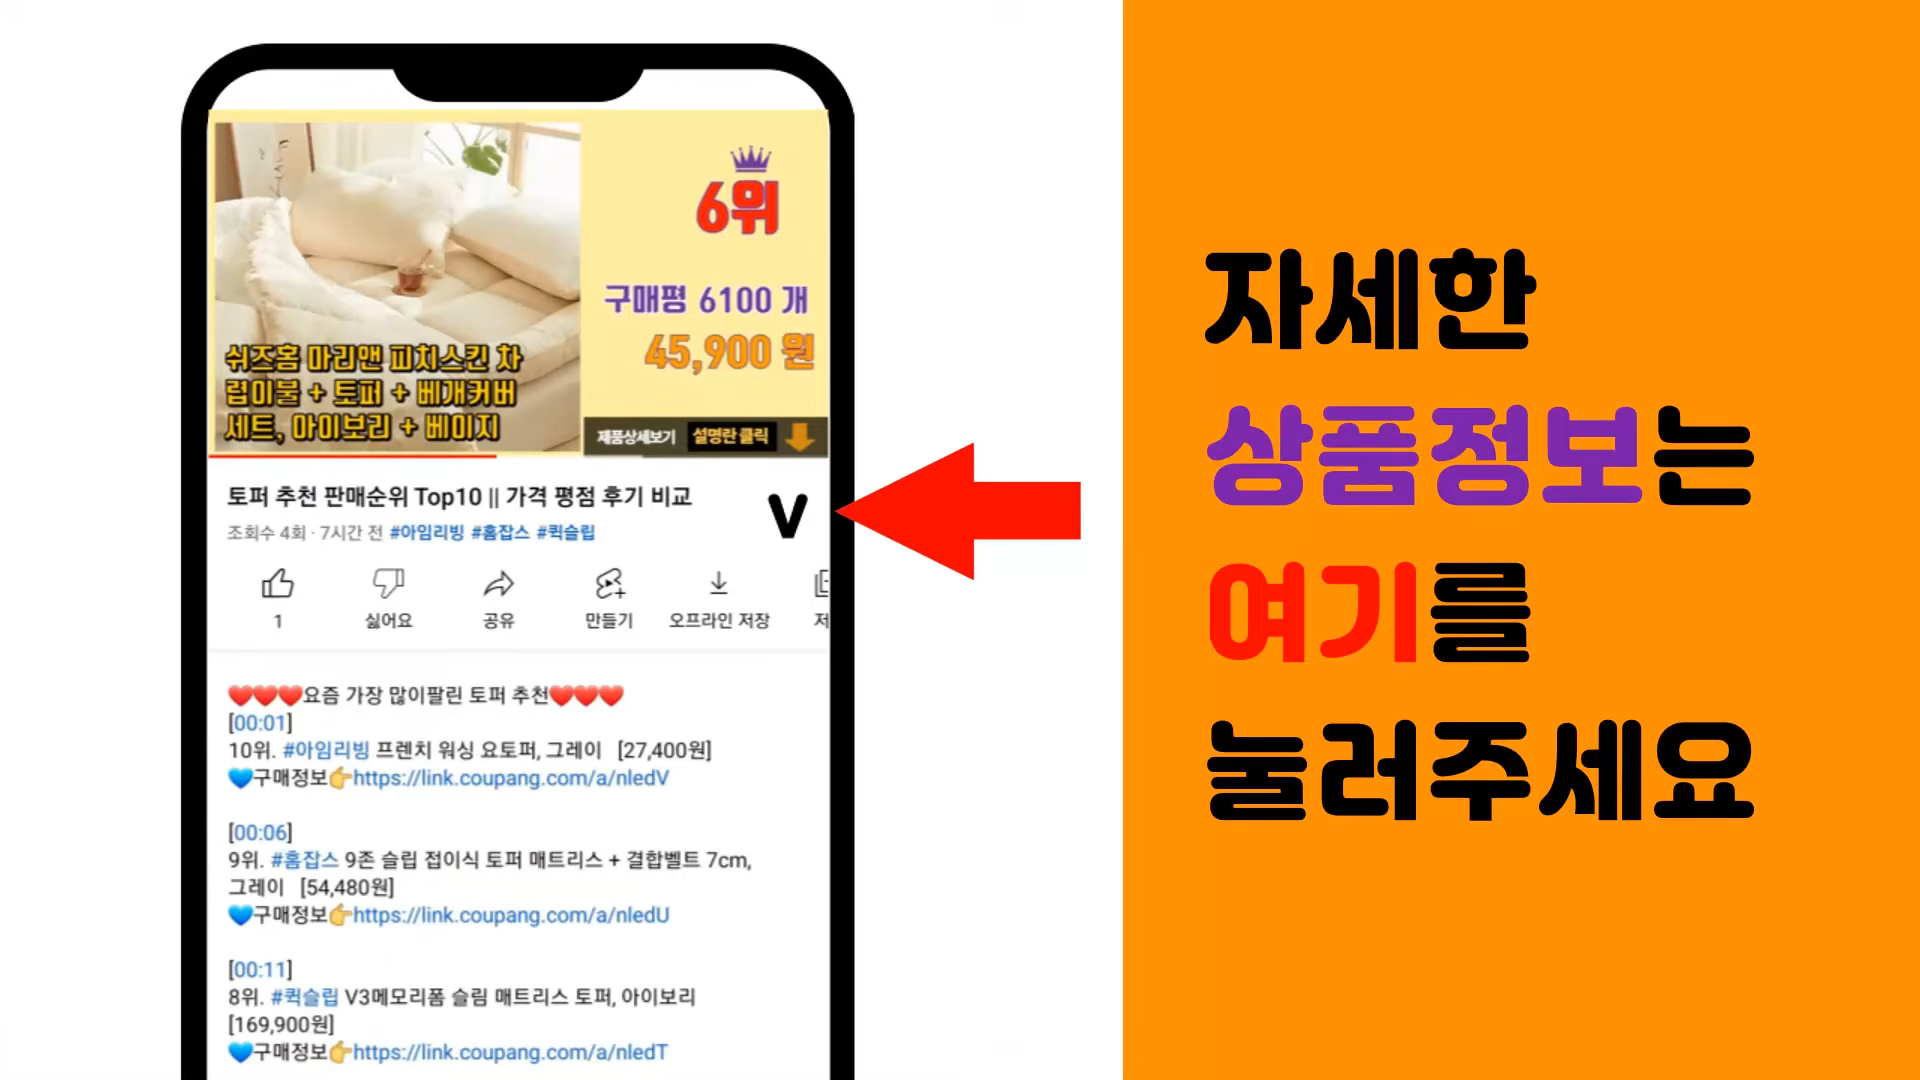 6위
구매평 6100 개
45,900 원
쉬즈홈 마리앤 피치스킨 차
렵이불 + 토퍼 + 베개커버
세트, 아이보리 + 베이지
제품상세보기 설명란 클릭
토퍼 추천 판매순위 Top10 || 가격 평점 후기 비교
V
조회수 4회 · 7시간 전 #아임리빙 #홈잡스 #퀵슬립
1 싫어요 공유 만들기 오프라인 저장 저
❤️❤️❤️요즘 가장 많이팔린 토퍼 추천❤️❤️❤️
[00:01]
10위. #아임리빙 프렌치 워싱 요토퍼, 그레이 [27,400원]
💙구매정보👉https://link.coupang.com/a/nledV
[00:06]
9위. #홈잡스 9존 슬립 접이식 토퍼 매트리스 + 결합벨트 7cm,
그레이 [54,480원]
💙구매정보👉https://link.coupang.com/a/nledU
[00:11]
8위. #퀵슬립 V3메모리폼 슬림 매트리스 토퍼, 아이보리
[169,900원]
💙구매정보👉https://link.coupang.com/a/nledT
자세한
상품정보는
여기를
눌러주세요